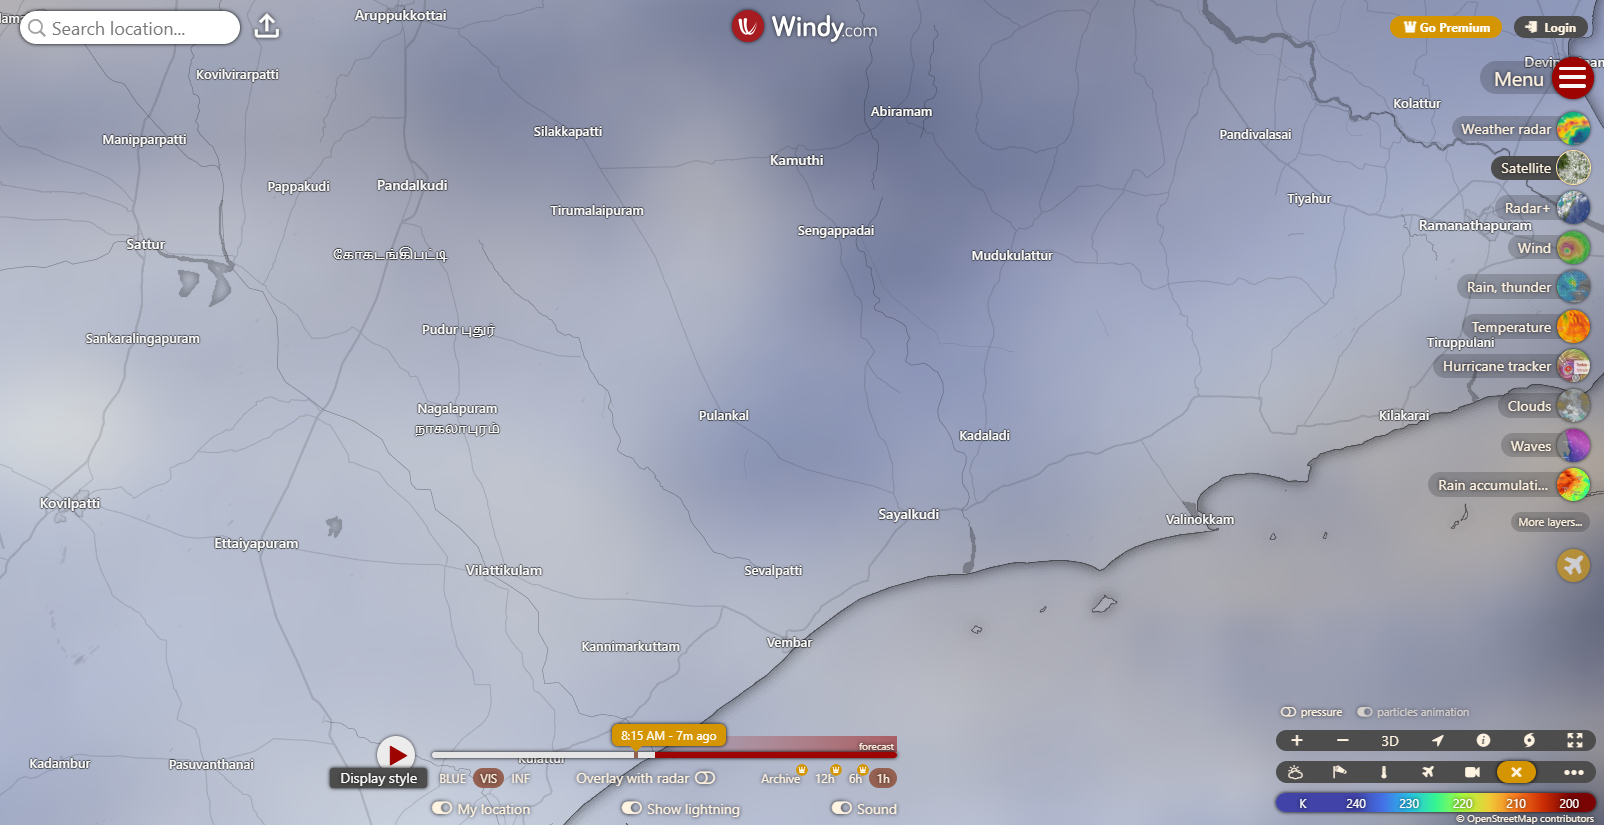 Aruppukkottai
Search location...
Windy.com
Go Premium
Login
Kovilvirarpatti
Menu
Kolattur
Abiramam
Manipparpatti
Silakkapatti
Pandivalasai
Weather radar
Kamuthi
Satellite
Pappakudi
Pandalkudi
Tirumalaipuram
Tiyahur
Radar+
Ramanathapuram
Sengappadai
Sattur
கோகடங்கிபட்டி
Mudukulattur
Wind
Rain, thunder
Sankaralingapuram
Pudur புதூர்
Temperature
Tiruppulani
Hurricane tracker
Nagalapuram
நாகலாபுரம்
Pulankal
Kilakarai
Clouds
Kadaladi
Waves
Rain accumulati...
Kovilpatti
Sayalkudi
Valinokkam
More layers...
Ettaiyapuram
Vilattikulam
Sevalpatti
Kannimarkuttam
Vembar
pressure
particles animation
8:15 AM - 7m ago
forecast
3D
Kadambur
Pasuvanthanai
Kulattur
Display style
BLUE VIS INF
Overlay with radar
Archive 12h 6h 1h
My location
Show lightning
Sound
K 240 230 220 210 200
© OpenStreetMap contributors